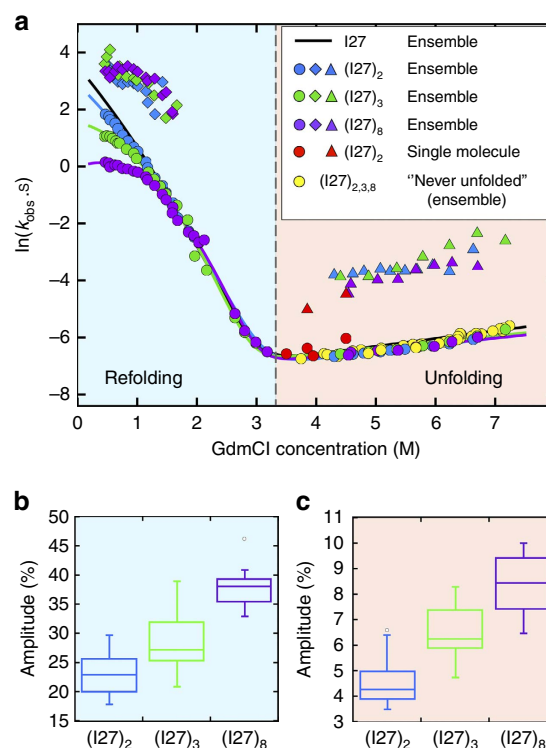 a
I27 Ensemble
(I27)2 Ensemble
(I27)3 Ensemble
(I27)8 Ensemble
(I27)2 Single molecule
(I27)2,3,8 "Never unfolded"
(ensemble)
ln(kobs.s)
4
2
0
−2
−4
−6
−8
Refolding
Unfolding
0 1 2 3 4 5 6 7
GdmCl concentration (M)
b
Amplitude (%)
50
45
40
35
30
25
20
15
(I27)2 (I27)3 (I27)8
c
Amplitude (%)
11
10
9
8
7
6
5
4
3
(I27)2 (I27)3 (I27)8